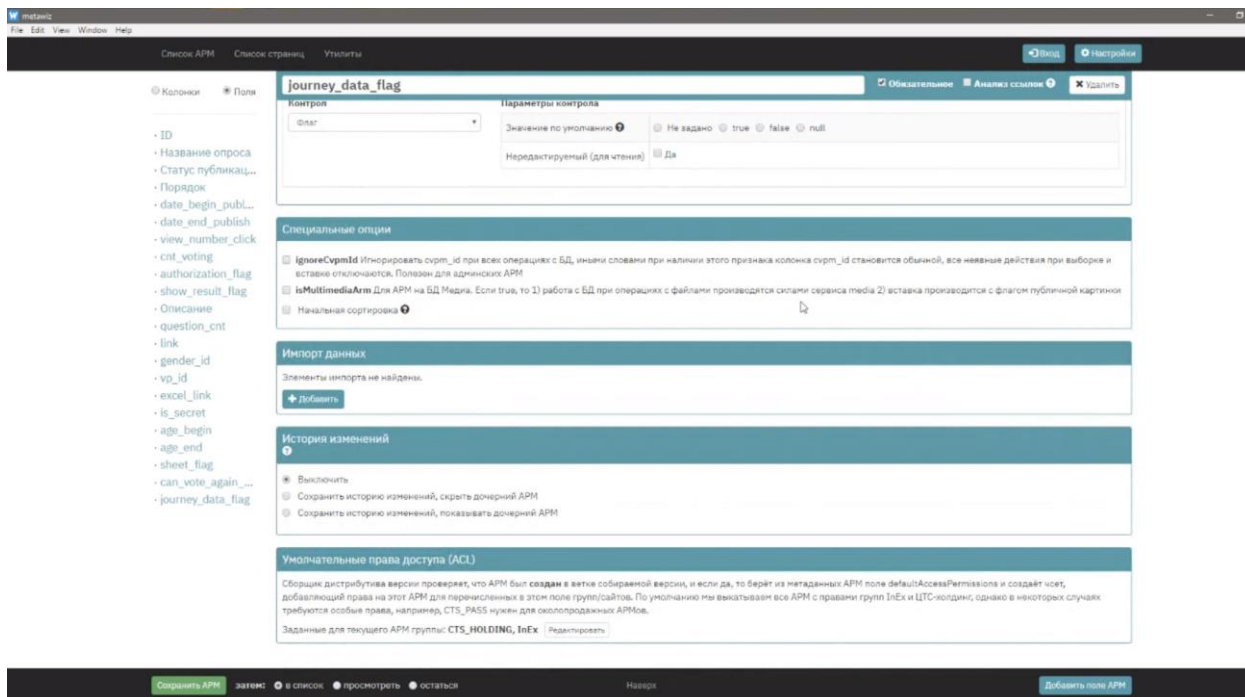 metawiz
File Edit View Window Help
Список АРМ Список страниц Утилиты Вход Настройки
Колонки Поля
journey_data_flag Обязательное Анализ ссылок Удалить
Контрол Параметры контрола
Флаг
Значение по умолчанию Не задано true false null
Нередактируемый (для чтения) Да
ID
Название опроса
Статус публикац...
Порядок
date_begin_publ...
date_end_publish
view_number_click
cnt_voting
authorization_flag
show_result_flag
Описание
question_cnt
link
gender_id
vp_id
excel_link
is_secret
age_begin
age_end
sheet_flag
can_vote_again_...
journey_data_flag
Специальные опции
ignoreCvpmId Игнорировать cvpm_id при всех операциях с БД, иными словами при наличии этого признака колонка cvpm_id становится обычной, все неявные действия при выборке и
вставке отключаются. Полезен для админских АРМ
isMultimediaArm Для АРМ на БД Медиа. Если true, то 1) работа с БД при операциях с файлами производятся силами сервиса media 2) вставка производится с флагом публичной картинки
Начальная сортировка
Импорт данных
Элементы импорта не найдены.
Добавить
История изменений
Выключить
Сохранить историю изменений, скрыть дочерний АРМ
Сохранить историю изменений, показывать дочерний АРМ
Умолчательные права доступа (ACL)
Сборщик дистрибутива версии проверяет, что АРМ был создан в ветке собираемой версии, и если да, то берёт из метаданных АРМ поле defaultAccessPermissions и создаёт чсет,
добавляющий права на этот АРМ для перечисленных в этом поле групп/сайтов. По умолчанию мы выкатываем все АРМ с правами групп InEx и ЦТС-холдинг, однако в некоторых случаях
требуются особые права, например, CTS_PASS нужен для околопродажных АРМов.
Заданные для текущего АРМ группы: CTS_HOLDING, InEx Редактировать
Сохранить АРМ затем: в список просмотреть остаться Наверх Добавить поле АРМ